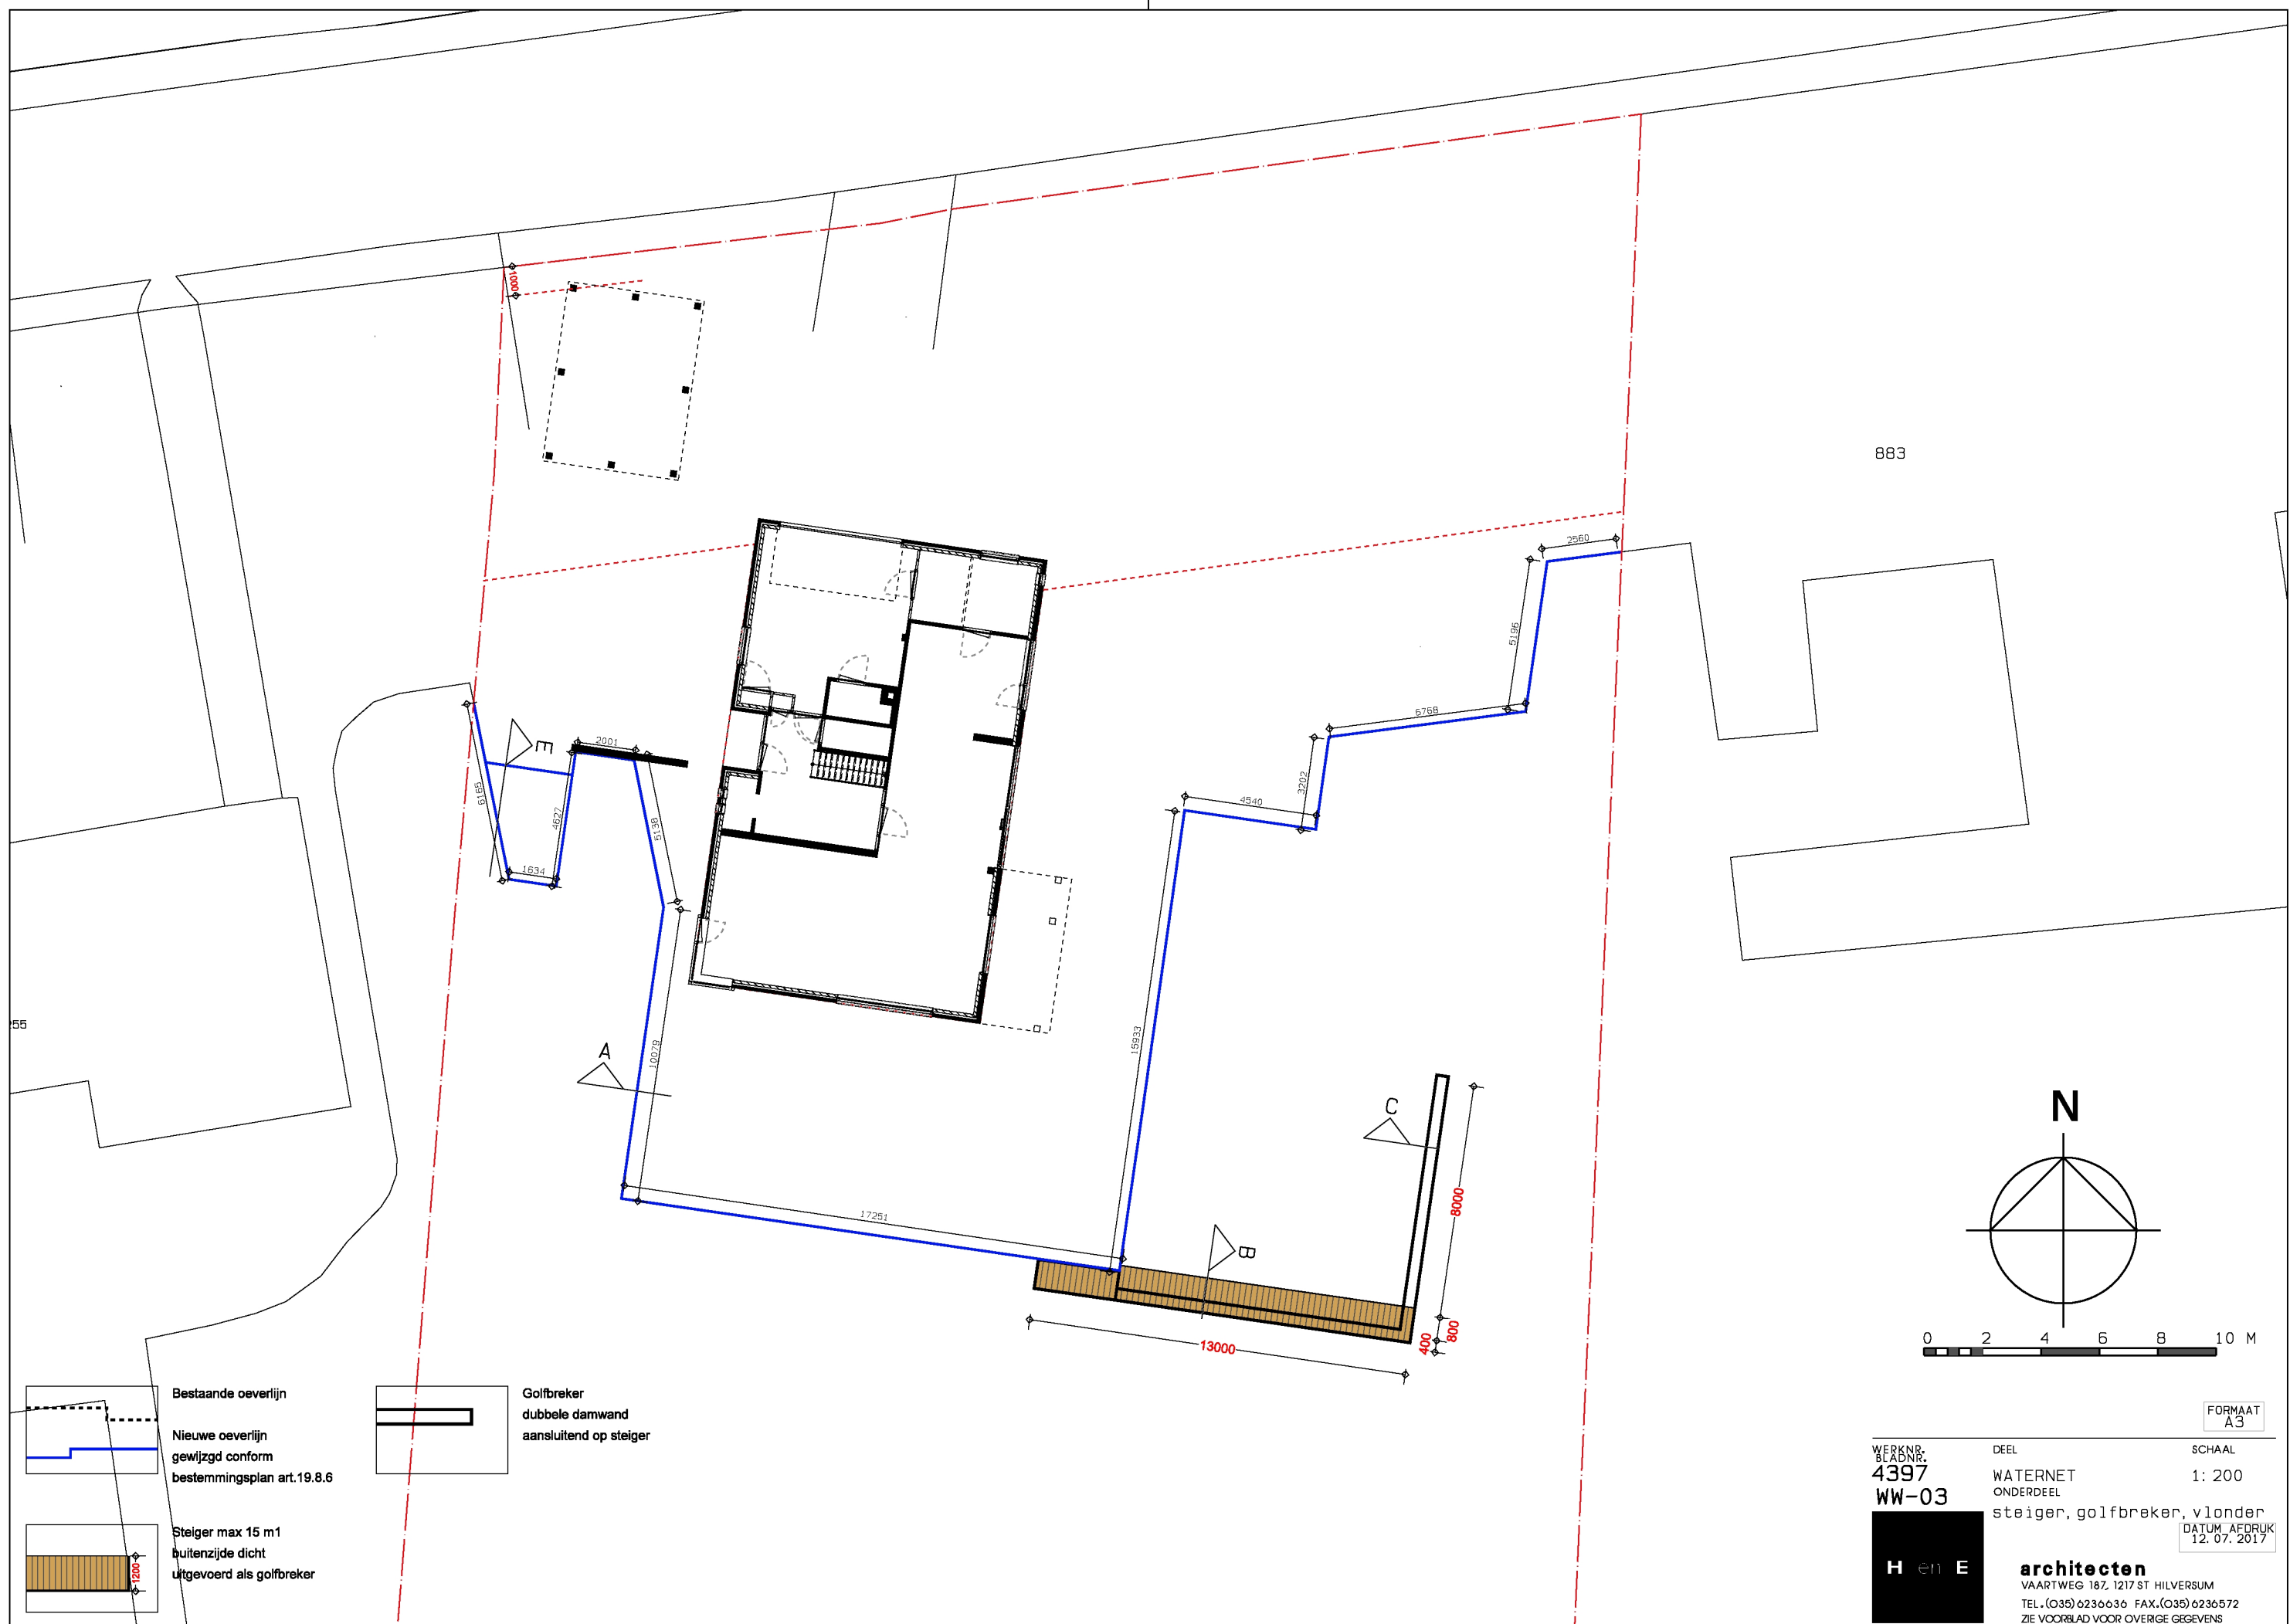 1000
883
2560
5196
6768
3202
4540
2001
E
6165
4622
1634
5138
255
A
10079
15933
C
N
8000
17251
B
13000
400
800
0 2 4 6 8 10 M
Bestaande oeverlijn
Nieuwe oeverlijn
gewijzgd conform
bestemmingsplan art.19.8.6
Golfbreker
dubbele damwand
aansluitend op steiger
Steiger max 15 m1
buitenzijde dicht
uitgevoerd als golfbreker
1200
FORMAAT
A3
WERKNR. DEEL SCHAAL
BLADNR.
4397 WATERNET 1: 200
WW-03 ONDERDEEL
steiger, golfbreker, vlonder
DATUM AFDRUK
12. 07. 2017
H en E architecten
VAARTWEG 187, 1217 ST HILVERSUM
TEL.(035)6236636 FAX.(035)6236572
ZIE VOORBLAD VOOR OVERIGE GEGEVENS